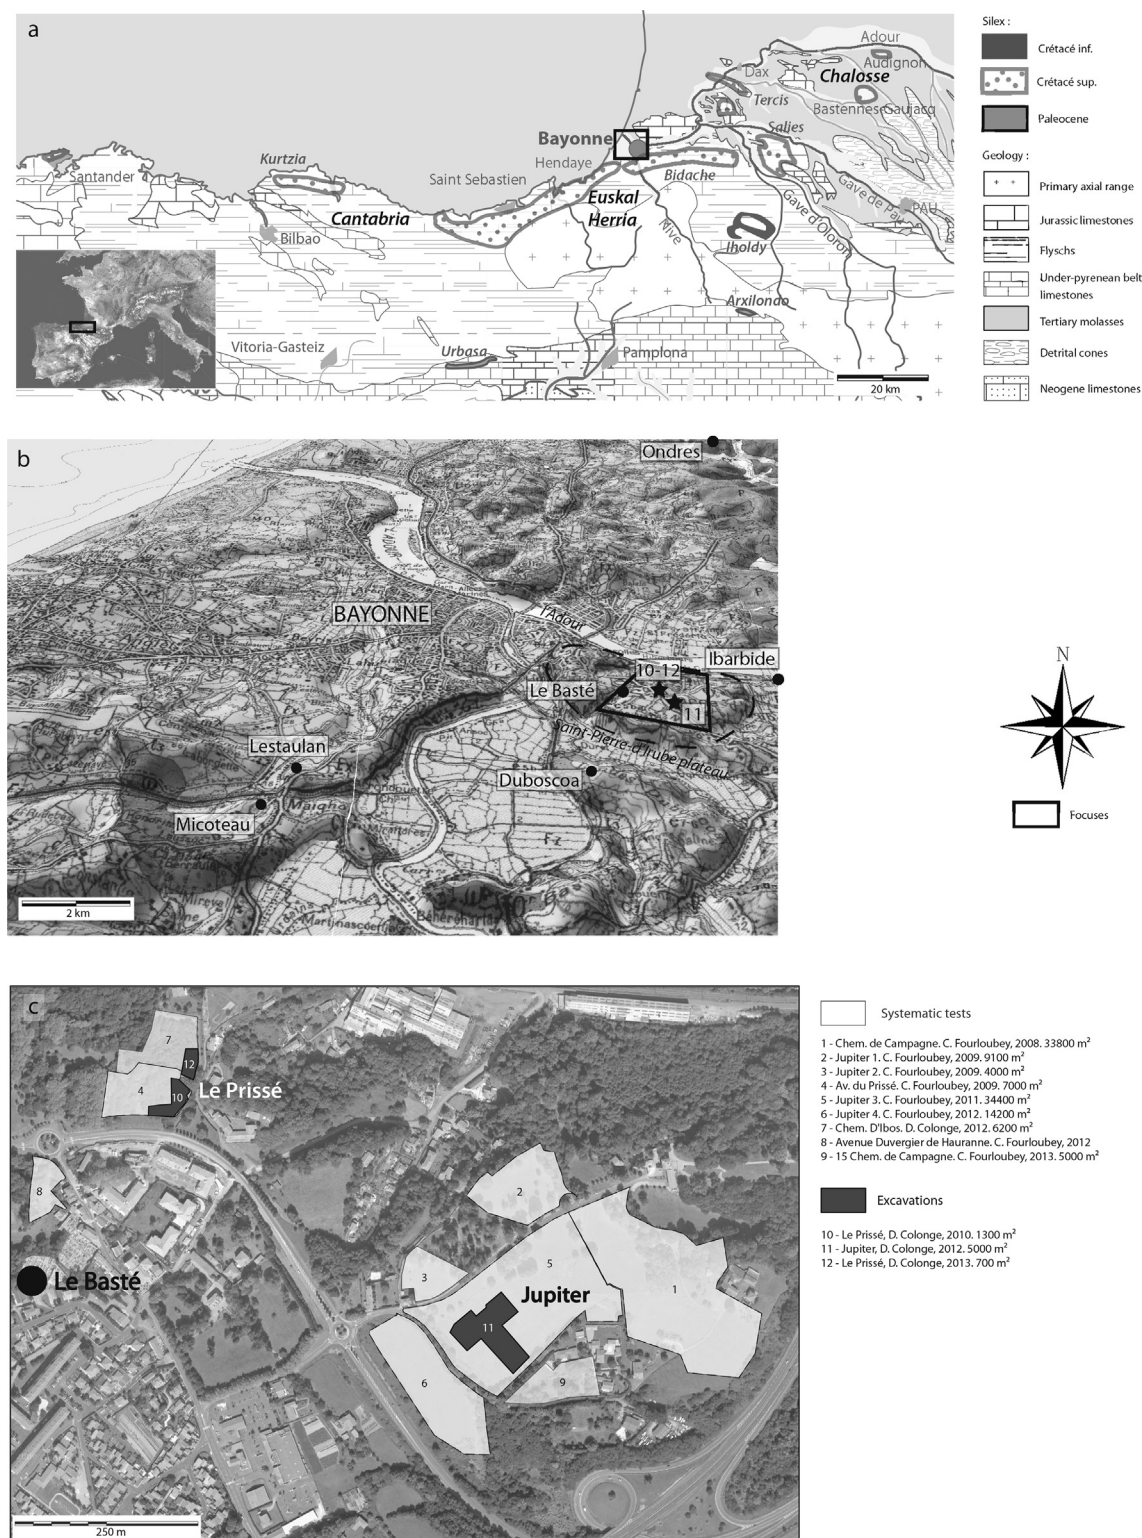 a
Silex :
Crétacé inf.
Crétacé sup.
Paleocene
Geology :
Primary axial range
Jurassic limestones
Flyschs
Under-pyrenean belt
limestones
Tertiary molasses
Detrital cones
Neogene limestones
Adour
Audignon
Dax
Chalosse
Tercis
Bastennes-Gaujacq
Salies
Bayonne
Hendaye
Bidache
Kurtzia
Santander
Saint Sebastien
Cantabria
Euskal
Herria
Bilbao
Nive
Iholdy
Gave d'Oloron
Gave de Pau
PAU
Arxilondo
Vitoria-Gasteiz
Urbasa
Pamplona
20 km
b
Ondres
BAYONNE
l'Adour
Ibarbide
10-12
Le Basté
11
Saint-Pierre-d'Irube plateau
Lestaulan
Duboscoa
Micoteau
2 km
N
Focuses
c
7
12
4
10
Le Prissé
8
Le Basté
2
3
5
1
Jupiter
11
6
9
250 m
Systematic tests
1 - Chem. de Campagne. C. Fourloubey, 2008. 33800 m²
2 - Jupiter 1. C. Fourloubey, 2009. 9100 m²
3 - Jupiter 2. C. Fourloubey, 2009. 4000 m²
4 - Av. du Prissé. C. Fourloubey, 2009. 7000 m²
5 - Jupiter 3. C. Fourloubey, 2011. 34400 m²
6 - Jupiter 4. C. Fourloubey, 2012. 14200 m²
7 - Chem. D'Ibos. D. Colonge, 2012. 6200 m²
8 - Avenue Duvergier de Hauranne. C. Fourloubey, 2012
9 - 15 Chem. de Campagne. C. Fourloubey, 2013. 5000 m²
Excavations
10 - Le Prissé, D. Colonge, 2010. 1300 m²
11 - Jupiter, D. Colonge, 2012. 5000 m²
12 - Le Prissé, D. Colonge, 2013. 700 m²